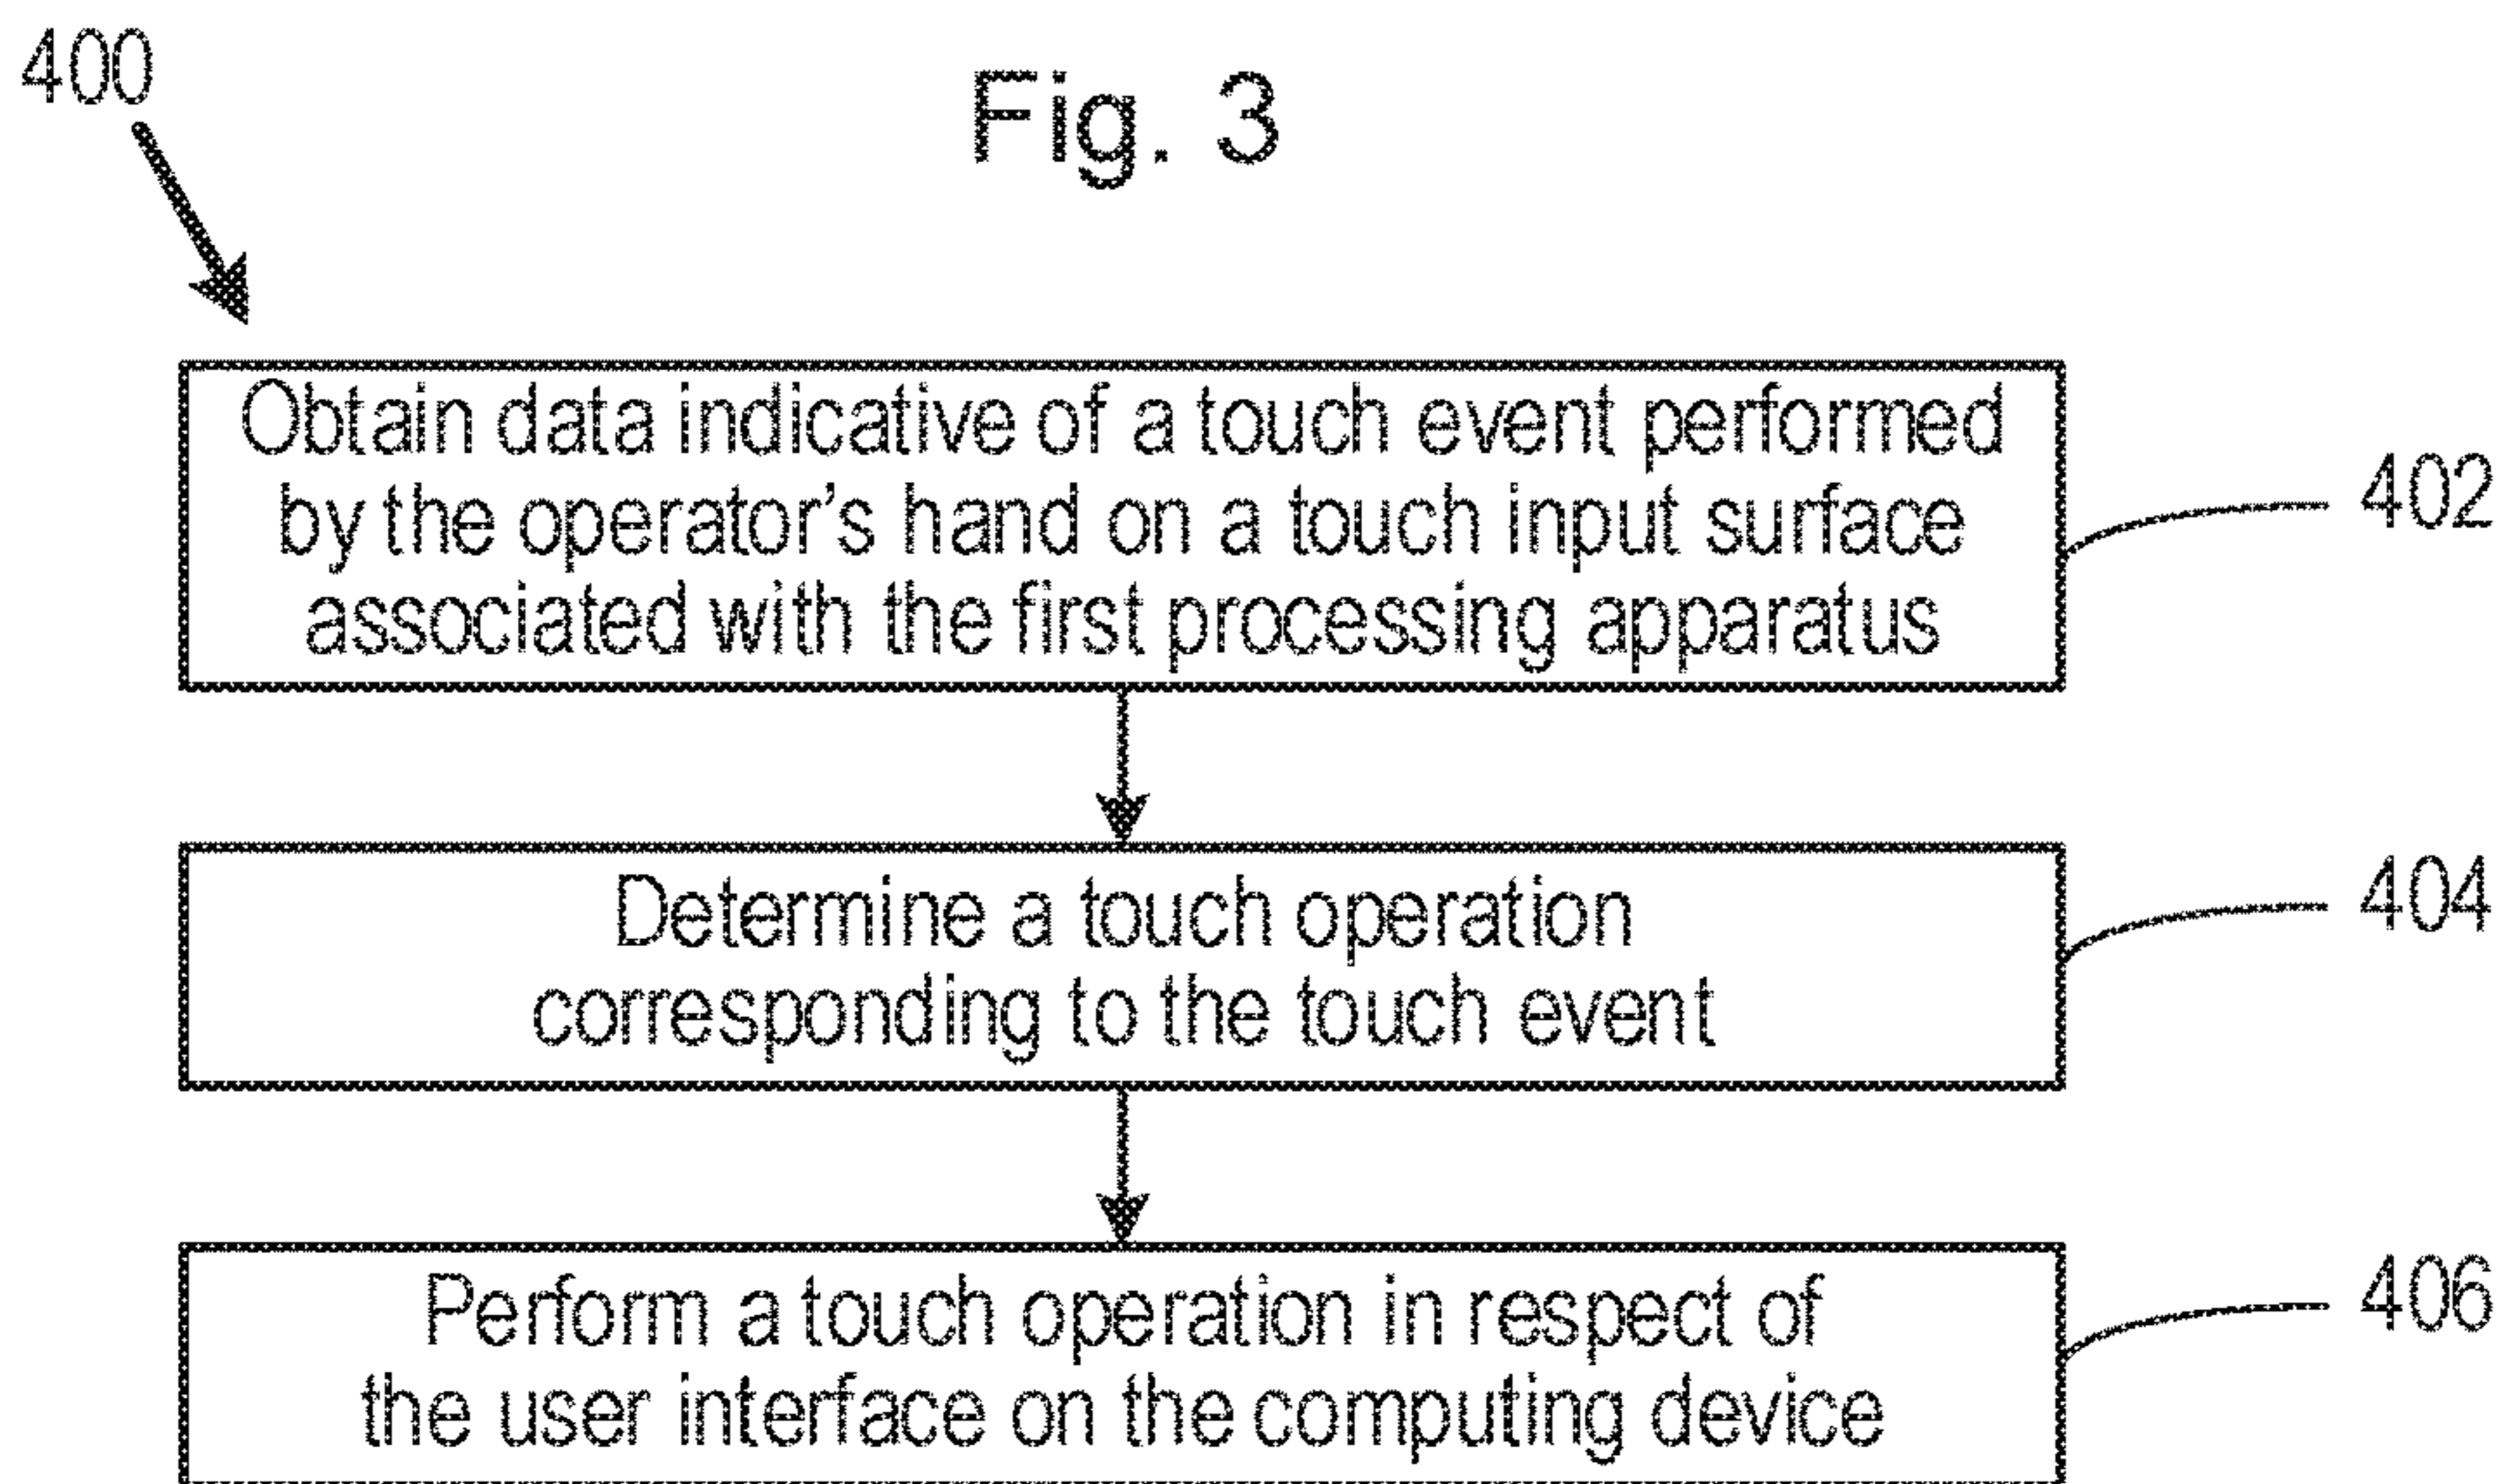 400
Fig. 3
Obtain data indicative of a touch event performed
by the operator's hand on a touch input surface
associated with the first processing apparatus
402
Determine a touch operation
corresponding to the touch event
404
Perform a touch operation in respect of
the user interface on the computing device
406